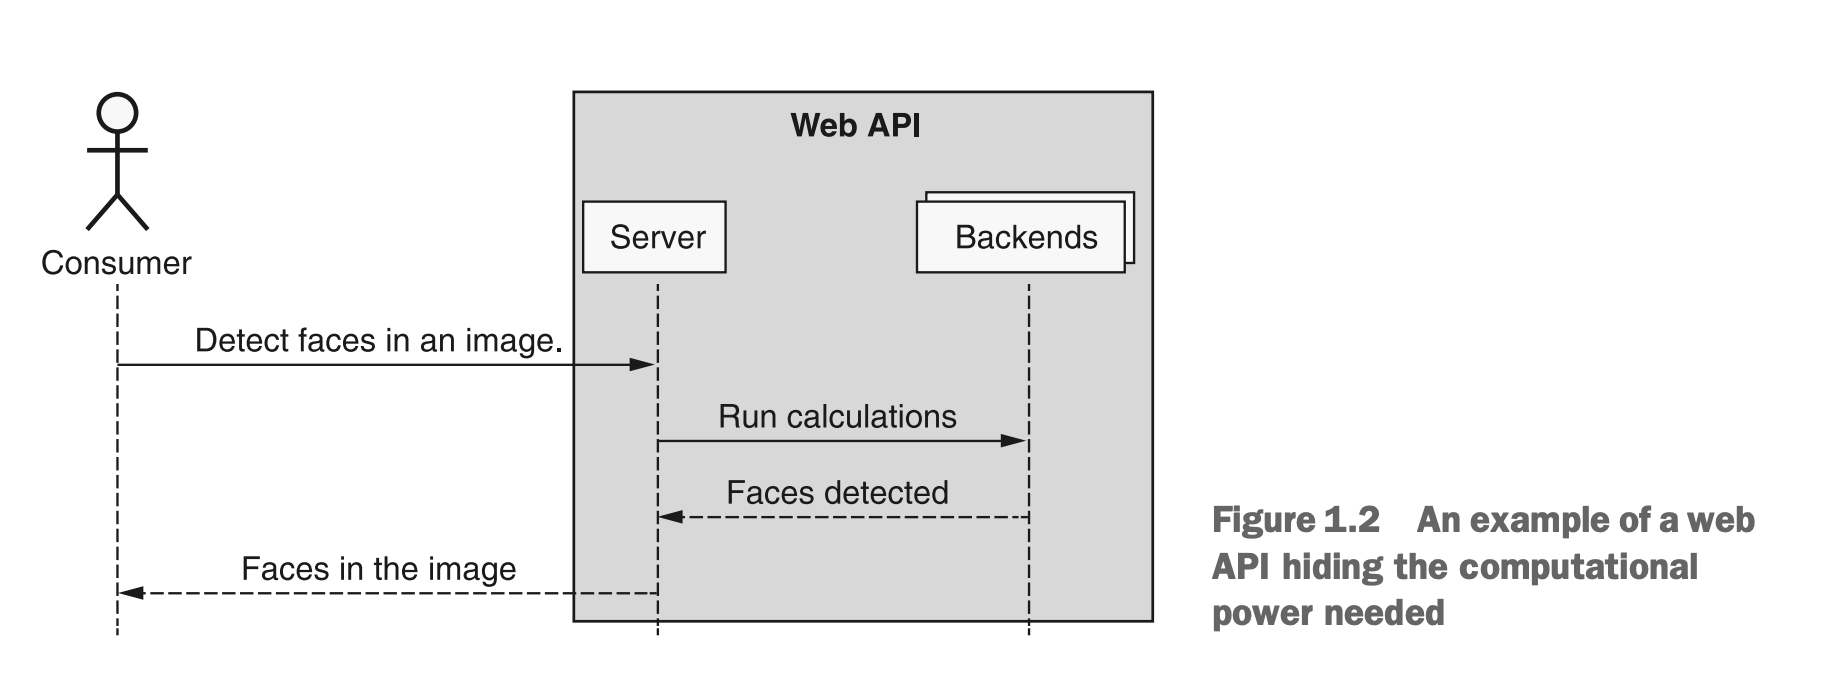 Web API
Server
Backends
Consumer
Detect faces in an image.
Run calculations
Faces detected
Faces in the image
Figure 1.2 An example of a web
API hiding the computational
power needed